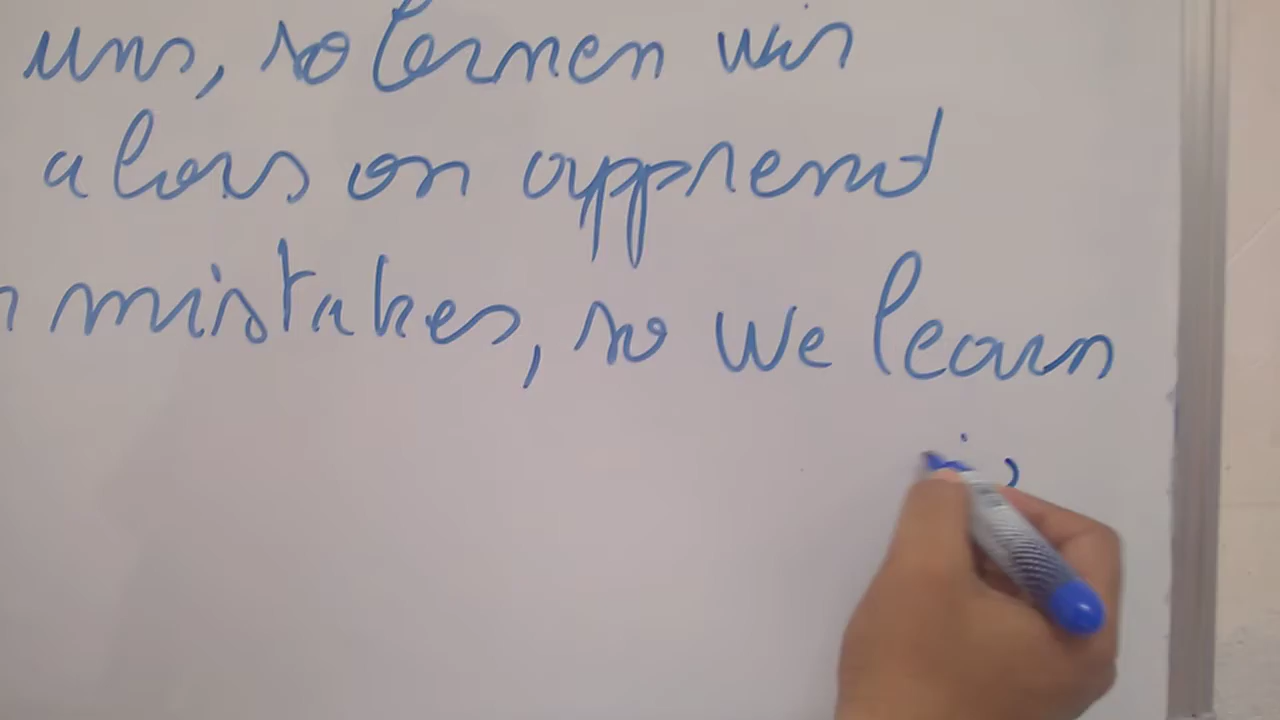 uns, so lernen wir
alors on apprend
mistakes, so we learn